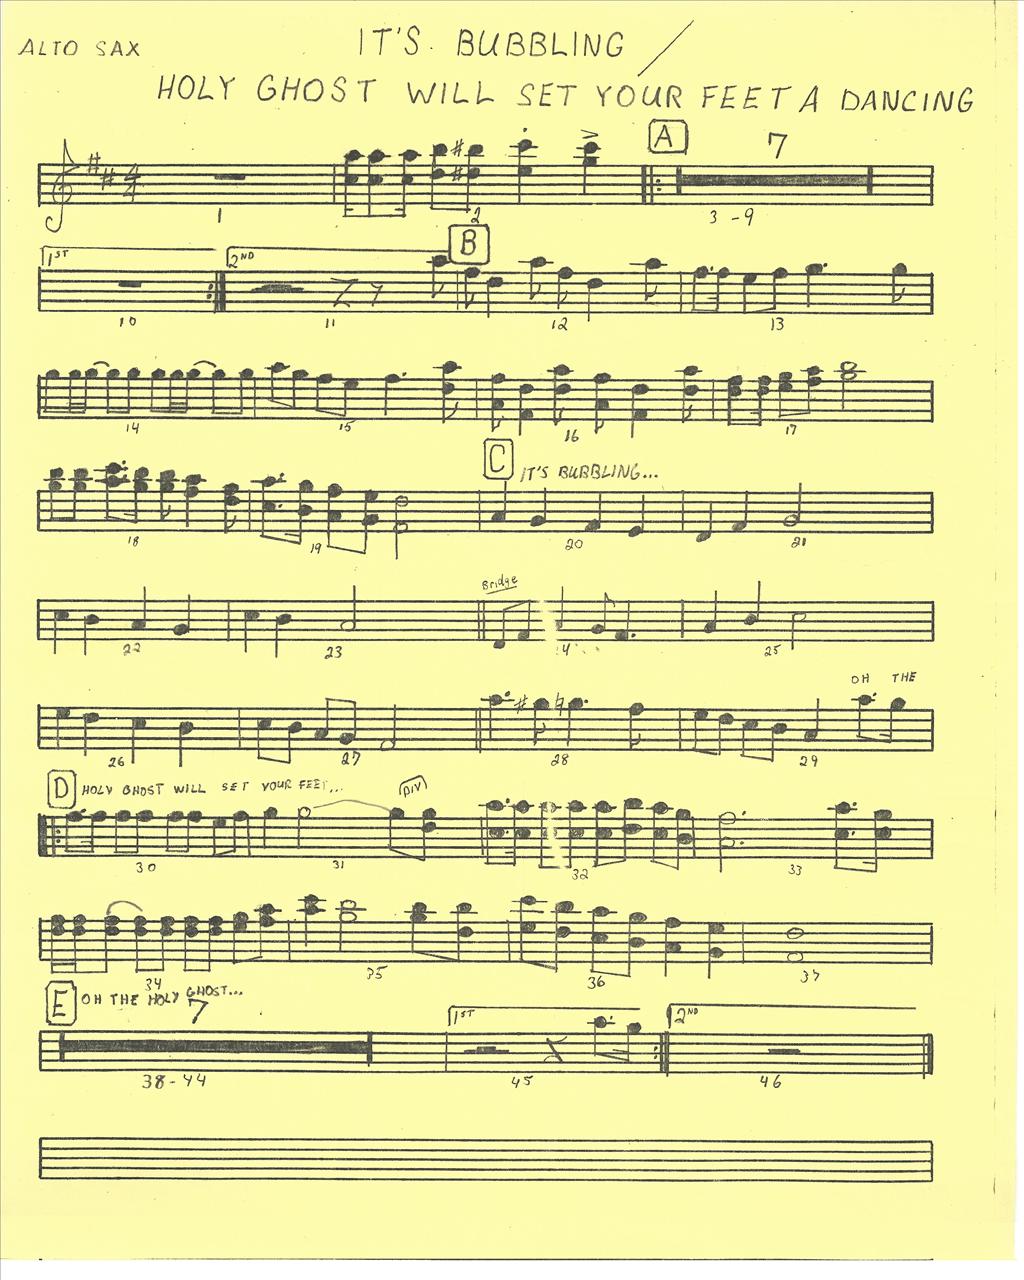 ALTO SAX
IT'S BUBBLING /
HOLY GHOST WILL SET YOUR FEET A DANCING
A
7
1
2
3 - 9
1ST
2ND
B
10
11
12
13
14
15
16
17
C
IT'S BUBBLING...
18
19
20
21
Bridge
22
23
4
25
OH THE
26
27
28
29
D
HOLY GHOST WILL SET YOUR FEET...
DIV
30
31
32
33
34
35
36
37
E
OH THE HOLY GHOST...
7
1ST
2ND
38 - 44
45
46